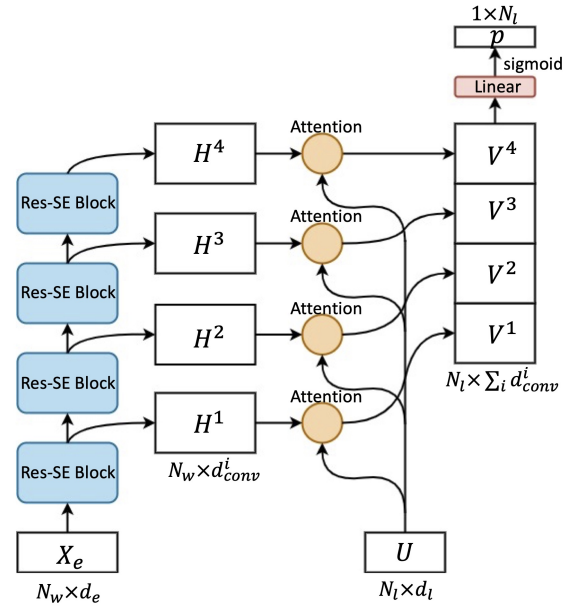 1×N_l
p
sigmoid
Linear
Attention
H^4
V^4
Res-SE Block
Attention
H^3
V^3
Res-SE Block
Attention
H^2
V^2
Res-SE Block
Attention
H^1
V^1
N_l × ∑_i d^i_conv
Res-SE Block
N_w×d^i_conv
X_e
U
N_w×d_e
N_l×d_l